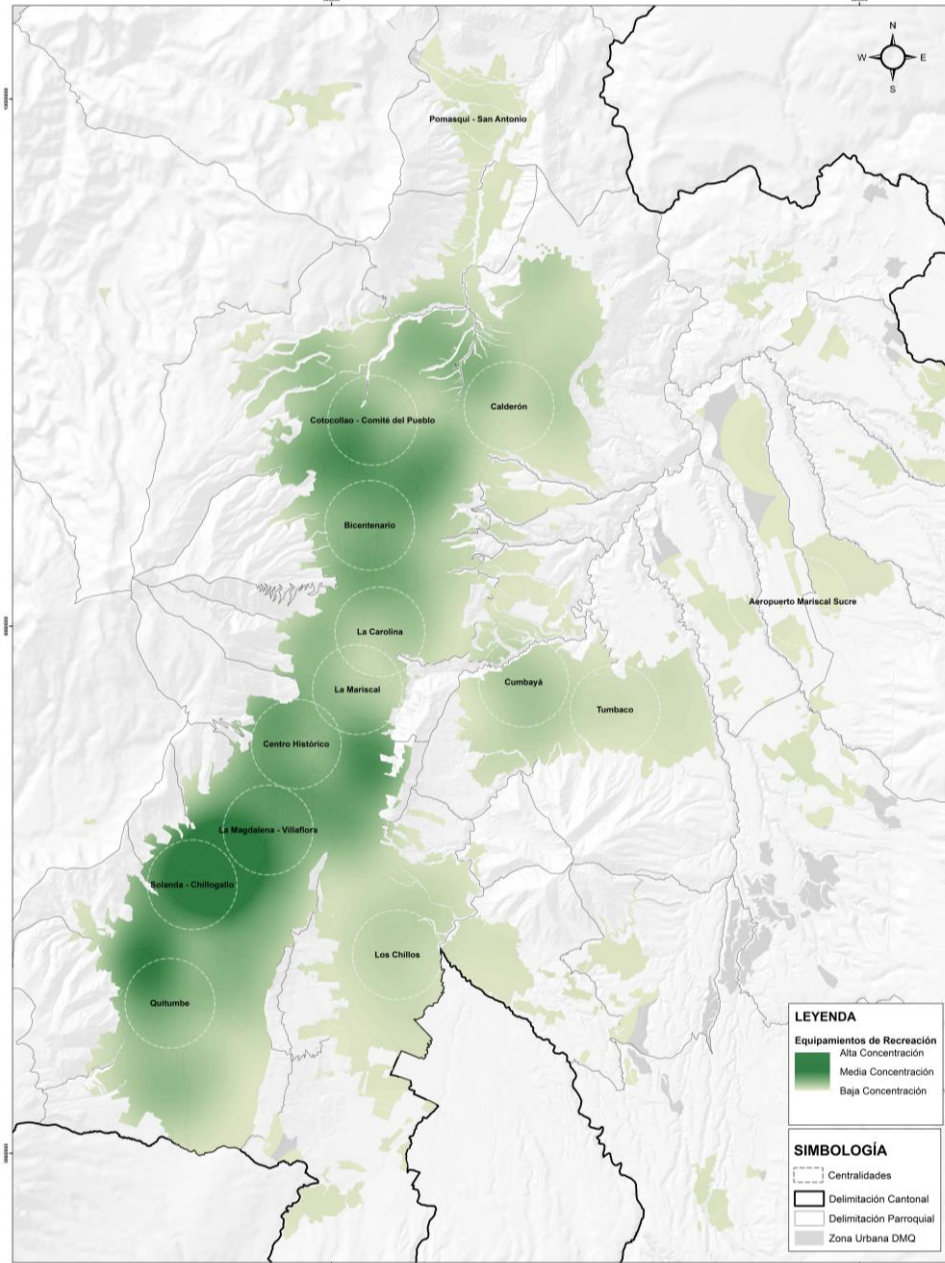 N
W
E
S
Pomasqui - San Antonio
Calderón
Cotocollao - Comité del Pueblo
Bicentenario
Aeropuerto Mariscal Sucre
La Carolina
Cumbayá
La Mariscal
Tumbaco
Centro Histórico
La Magdalena - Villaflora
Solanda - Chillogallo
Los Chillos
Quitumbe
LEYENDA
Equipamientos de Recreación
Alta Concentración
Media Concentración
Baja Concentración
SIMBOLOGÍA
Centralidades
Delimitación Cantonal
Delimitación Parroquial
Zona Urbana DMQ